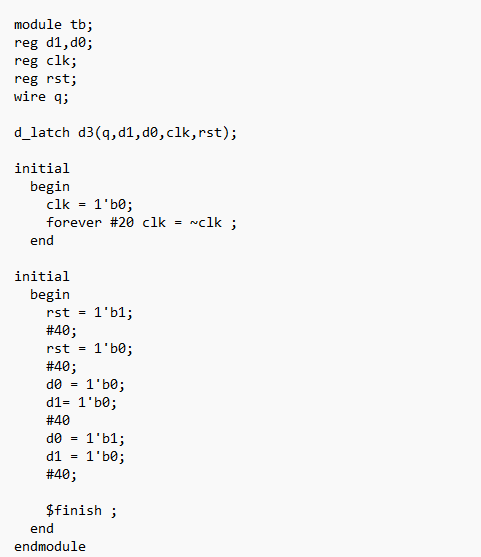 module tb;
reg d1,d0;
reg clk;
reg rst;
wire q;

d_latch d3(q,d1,d0,clk,rst);

initial
  begin
    clk = 1'b0;
    forever #20 clk = ~clk ;
  end

initial
  begin
    rst = 1'b1;
    #40;
    rst = 1'b0;
    #40;
    d0 = 1'b0;
    d1= 1'b0;
    #40
    d0 = 1'b1;
    d1 = 1'b0;
    #40;

    $finish ;
  end
endmodule